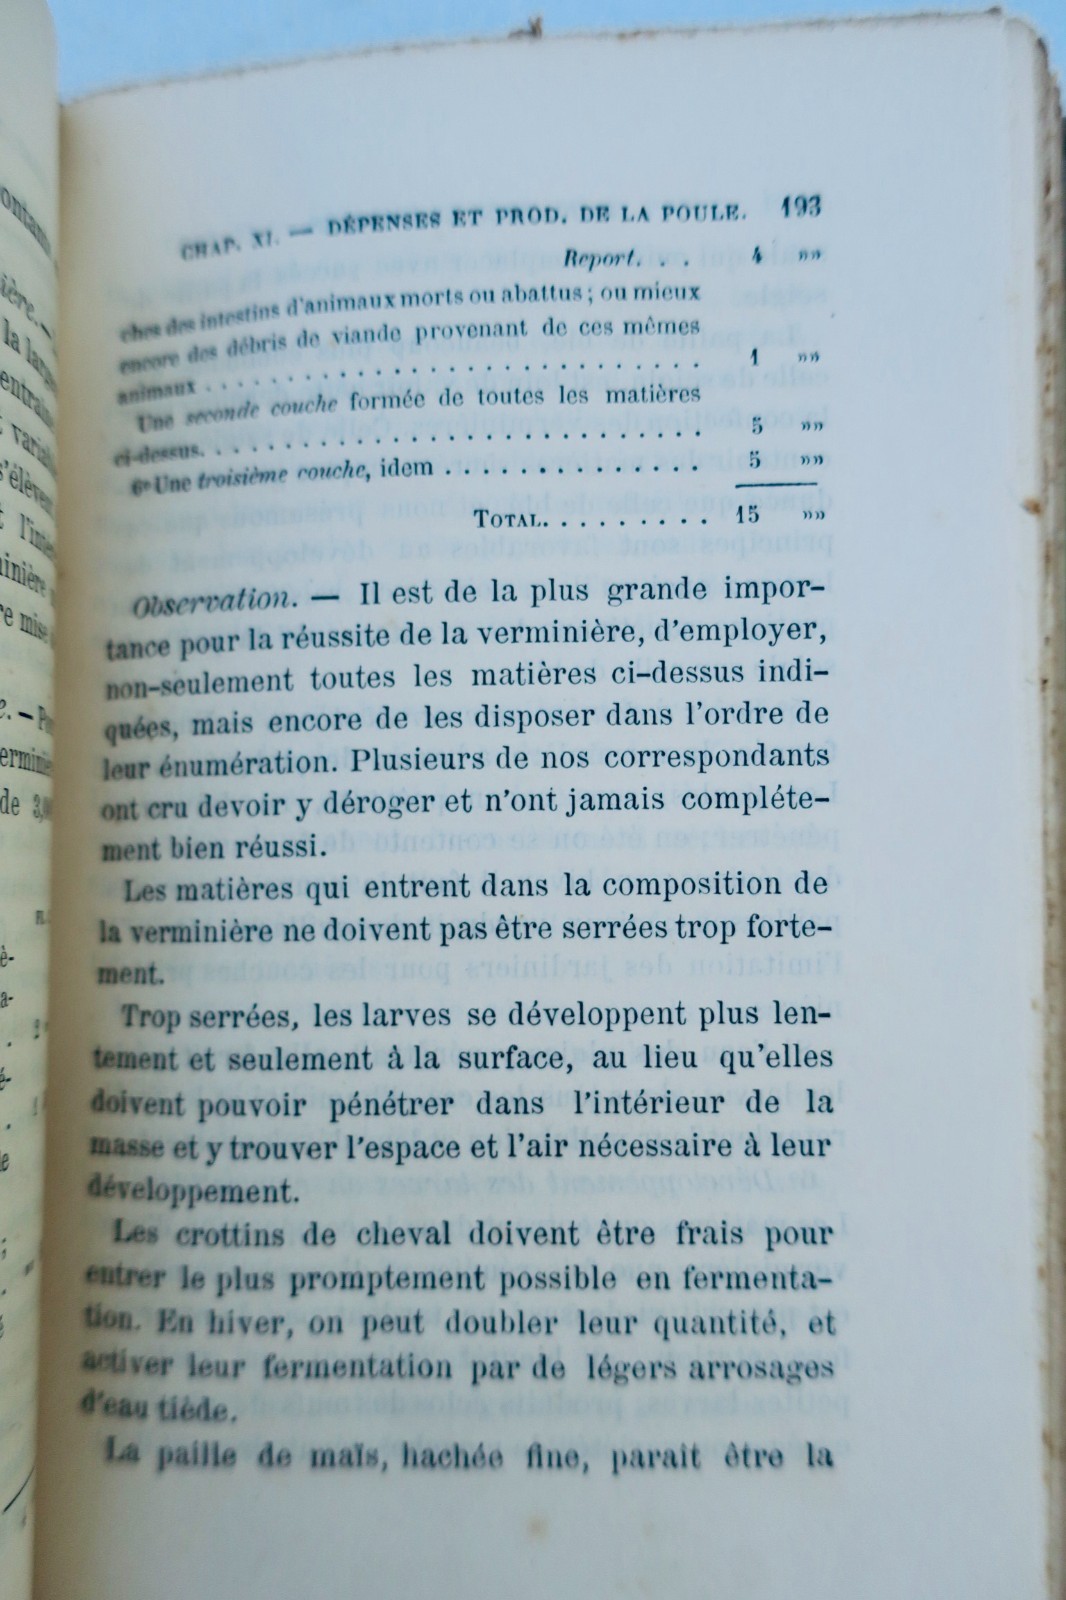 CHAP. XI. — DÉPENSES ET PROD. DE LA POULE. 193
Report. . . 4 »»
ches des intestins d'animaux morts ou abattus ; ou mieux
encore des débris de viande provenant de ces mêmes
animaux . . . . . . . . . . . . . . . . . . . . . . . . . . . . 1 »»
Une seconde couche formée de toutes les matières
ci-dessus. . . . . . . . . . . . . . . . . . . . . . . . . . . 5 »»
6º Une troisième couche, idem . . . . . . . . . . . . . 5 »»
TOTAL. . . . . . . . . 15 »»
Observation. — Il est de la plus grande impor-
tance pour la réussite de la verminière, d'employer,
non-seulement toutes les matières ci-dessus indi-
quées, mais encore de les disposer dans l'ordre de
leur énumération. Plusieurs de nos correspondants
ont cru devoir y déroger et n'ont jamais compléte-
ment bien réussi.
Les matières qui entrent dans la composition de
la verminière ne doivent pas être serrées trop forte-
ment.
Trop serrées, les larves se développent plus len-
tement et seulement à la surface, au lieu qu'elles
doivent pouvoir pénétrer dans l'intérieur de la
masse et y trouver l'espace et l'air nécessaire à leur
développement.
Les crottins de cheval doivent être frais pour
entrer le plus promptement possible en fermenta-
tion. En hiver, on peut doubler leur quantité, et
activer leur fermentation par de légers arrosages
d'eau tiède.
La paille de maïs, hachée fine, parait être la